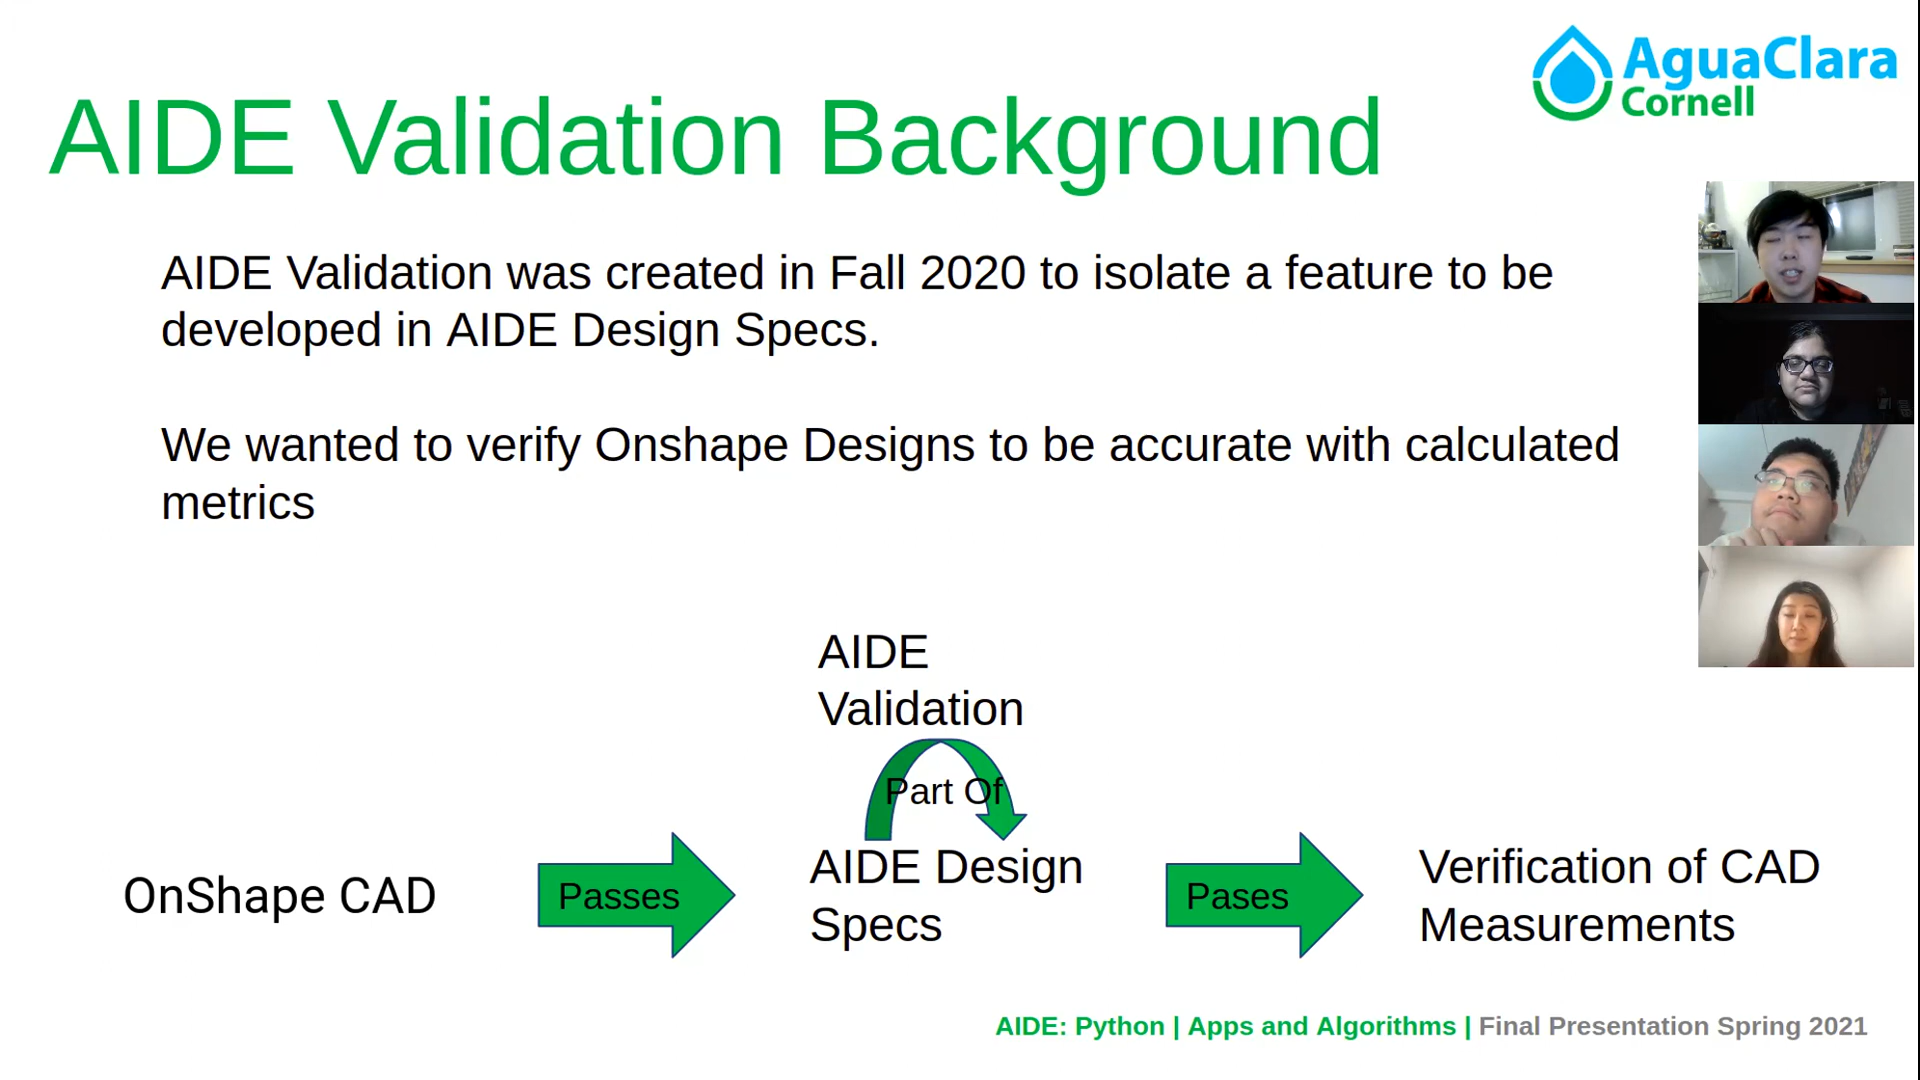 AguaClara
Cornell
AIDE Validation Background
AIDE Validation was created in Fall 2020 to isolate a feature to be
developed in AIDE Design Specs.
We wanted to verify Onshape Designs to be accurate with calculated
metrics
AIDE
Validation
Part Of
OnShape CAD
Passes
AIDE Design
Specs
Pases
Verification of CAD
Measurements
AIDE: Python | Apps and Algorithms | Final Presentation Spring 2021